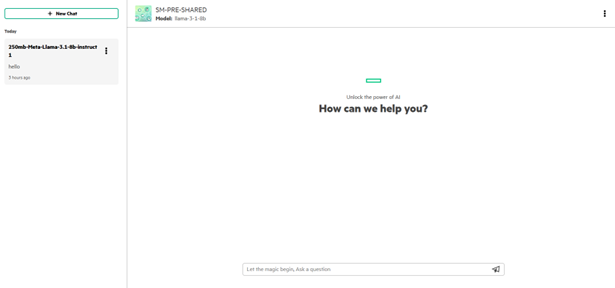 + New Chat
Today
250mb-Meta-Llama-3.1-8b-instruct
1
hello
3 hours ago
SM-PRE-SHARED
Model: llama-3-1-8b
Unlock the power of AI
How can we help you?
Let the magic begin, Ask a question